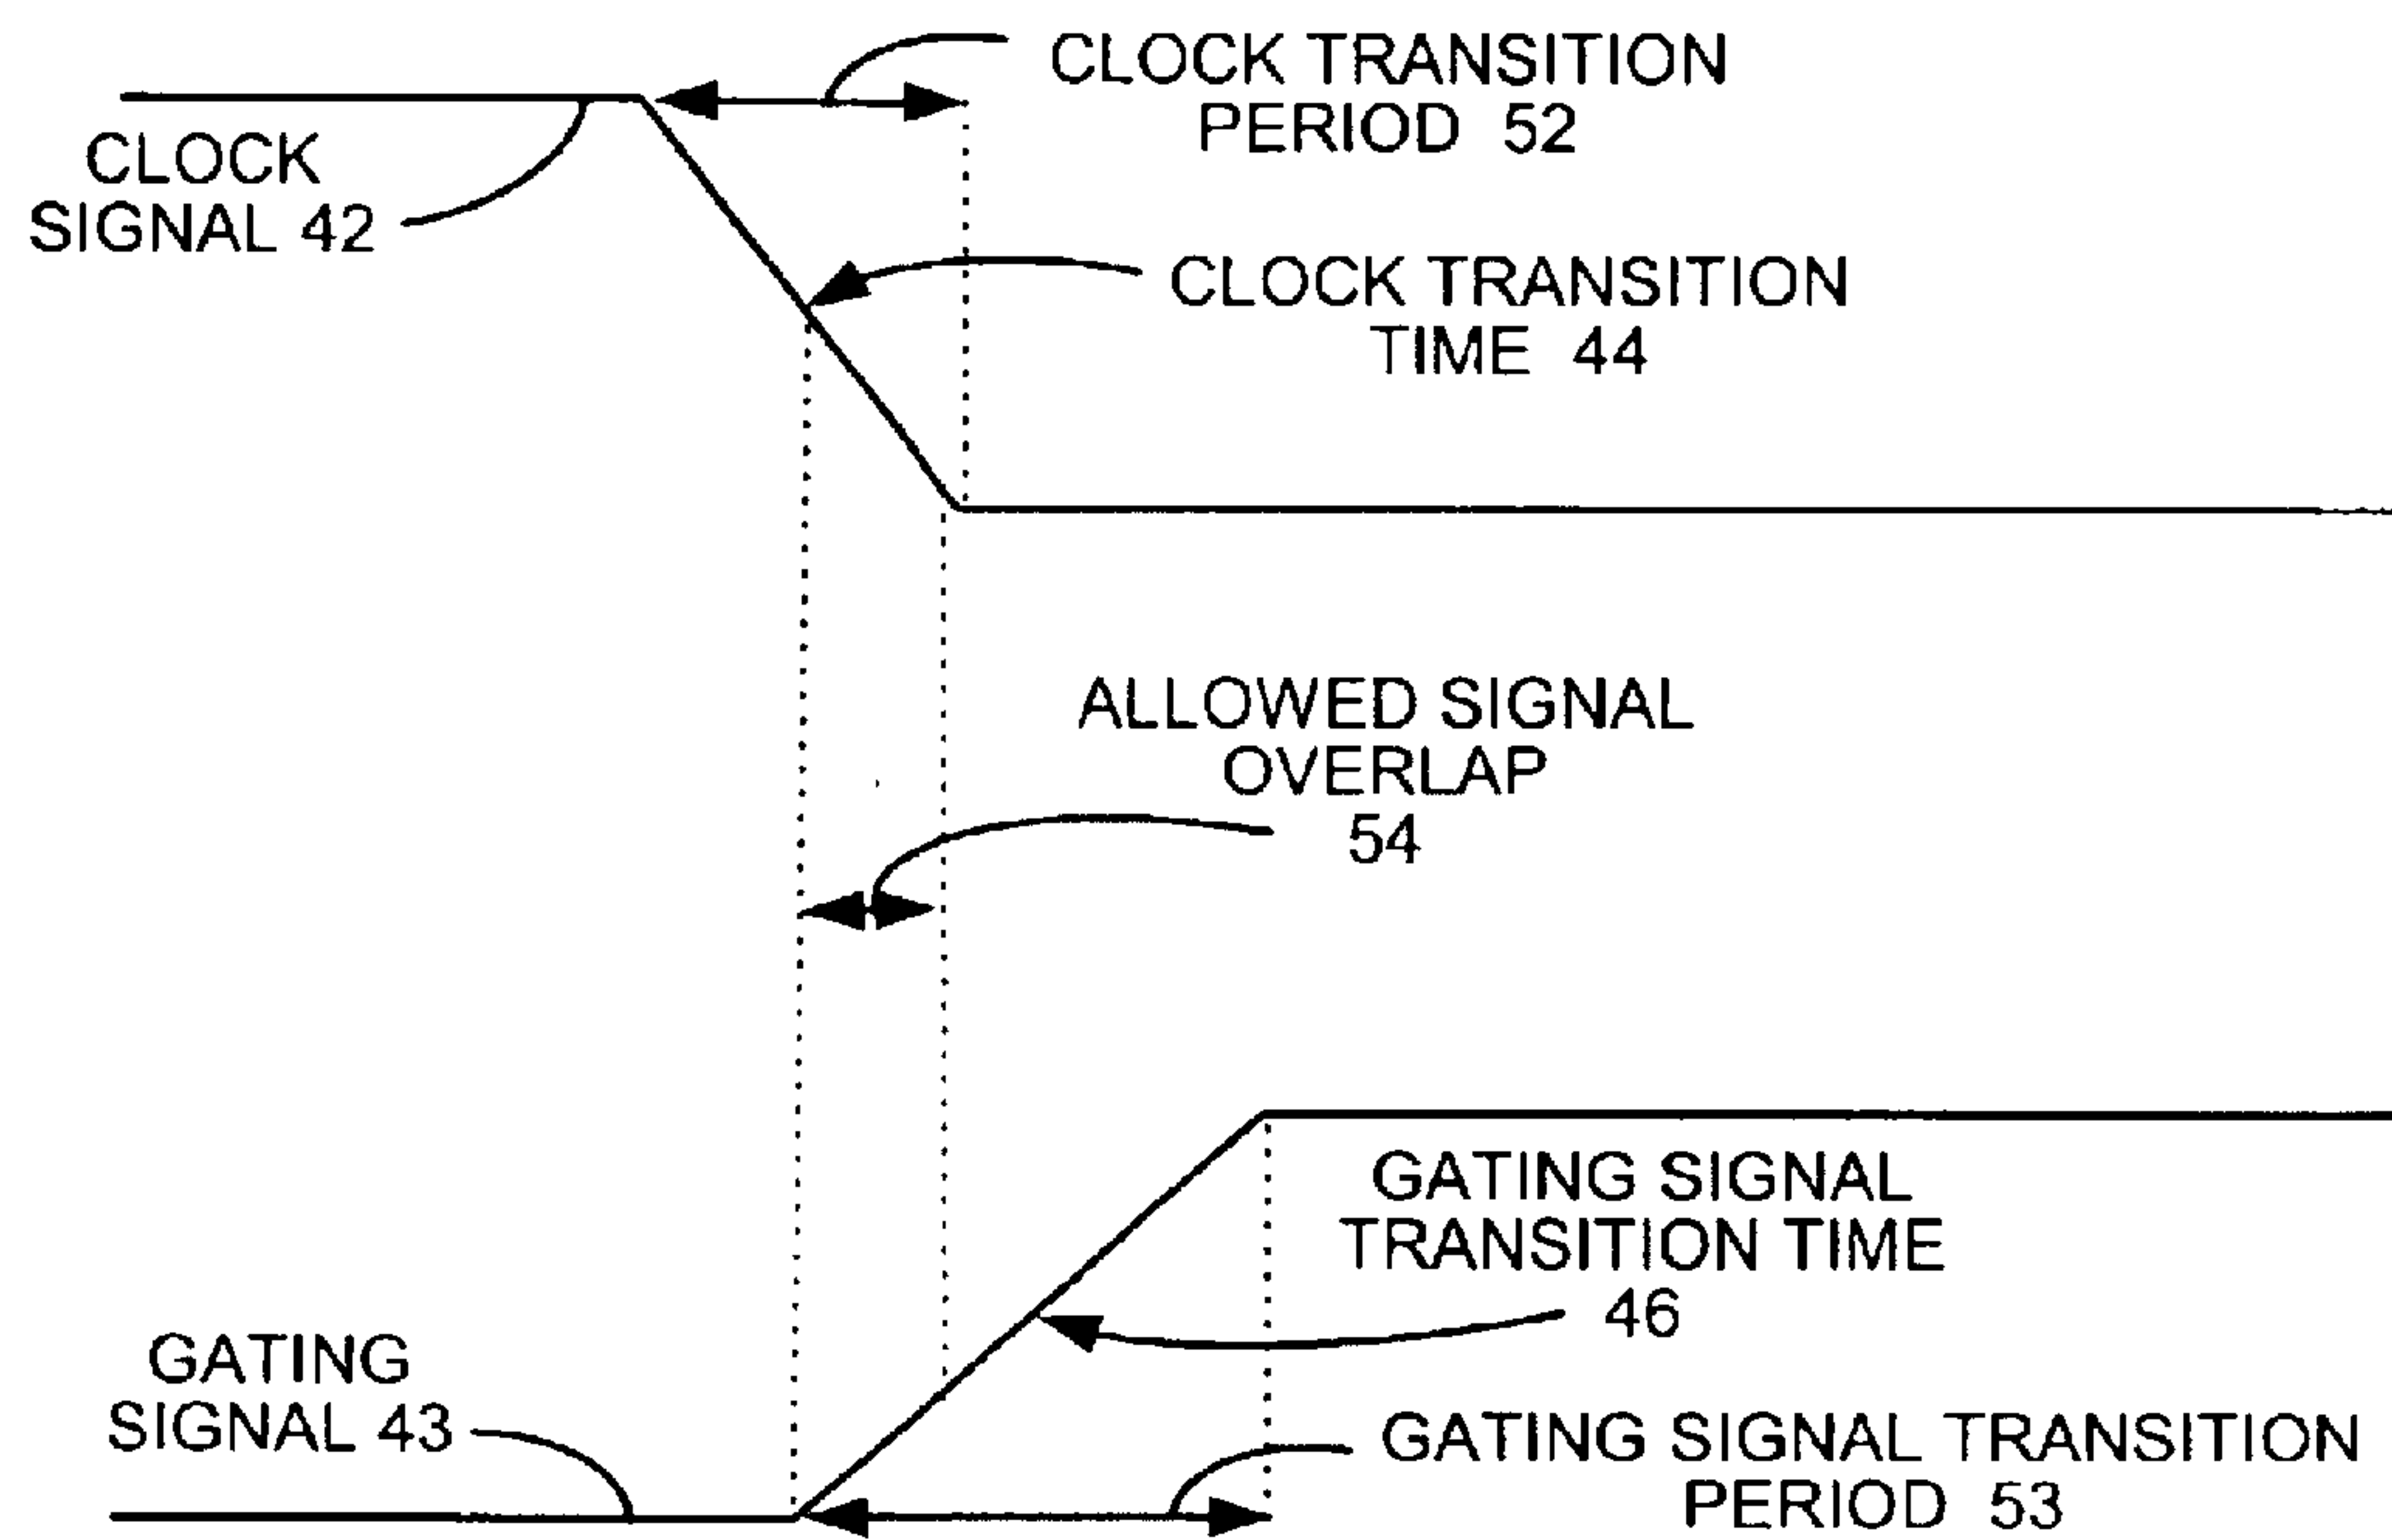 CLOCK TRANSITION
PERIOD 52
CLOCK
SIGNAL 42
CLOCK TRANSITION
TIME 44
ALLOWED SIGNAL
OVERLAP
54
GATING SIGNAL
TRANSITION TIME
46
GATING
SIGNAL 43
GATING SIGNAL TRANSITION
PERIOD 53